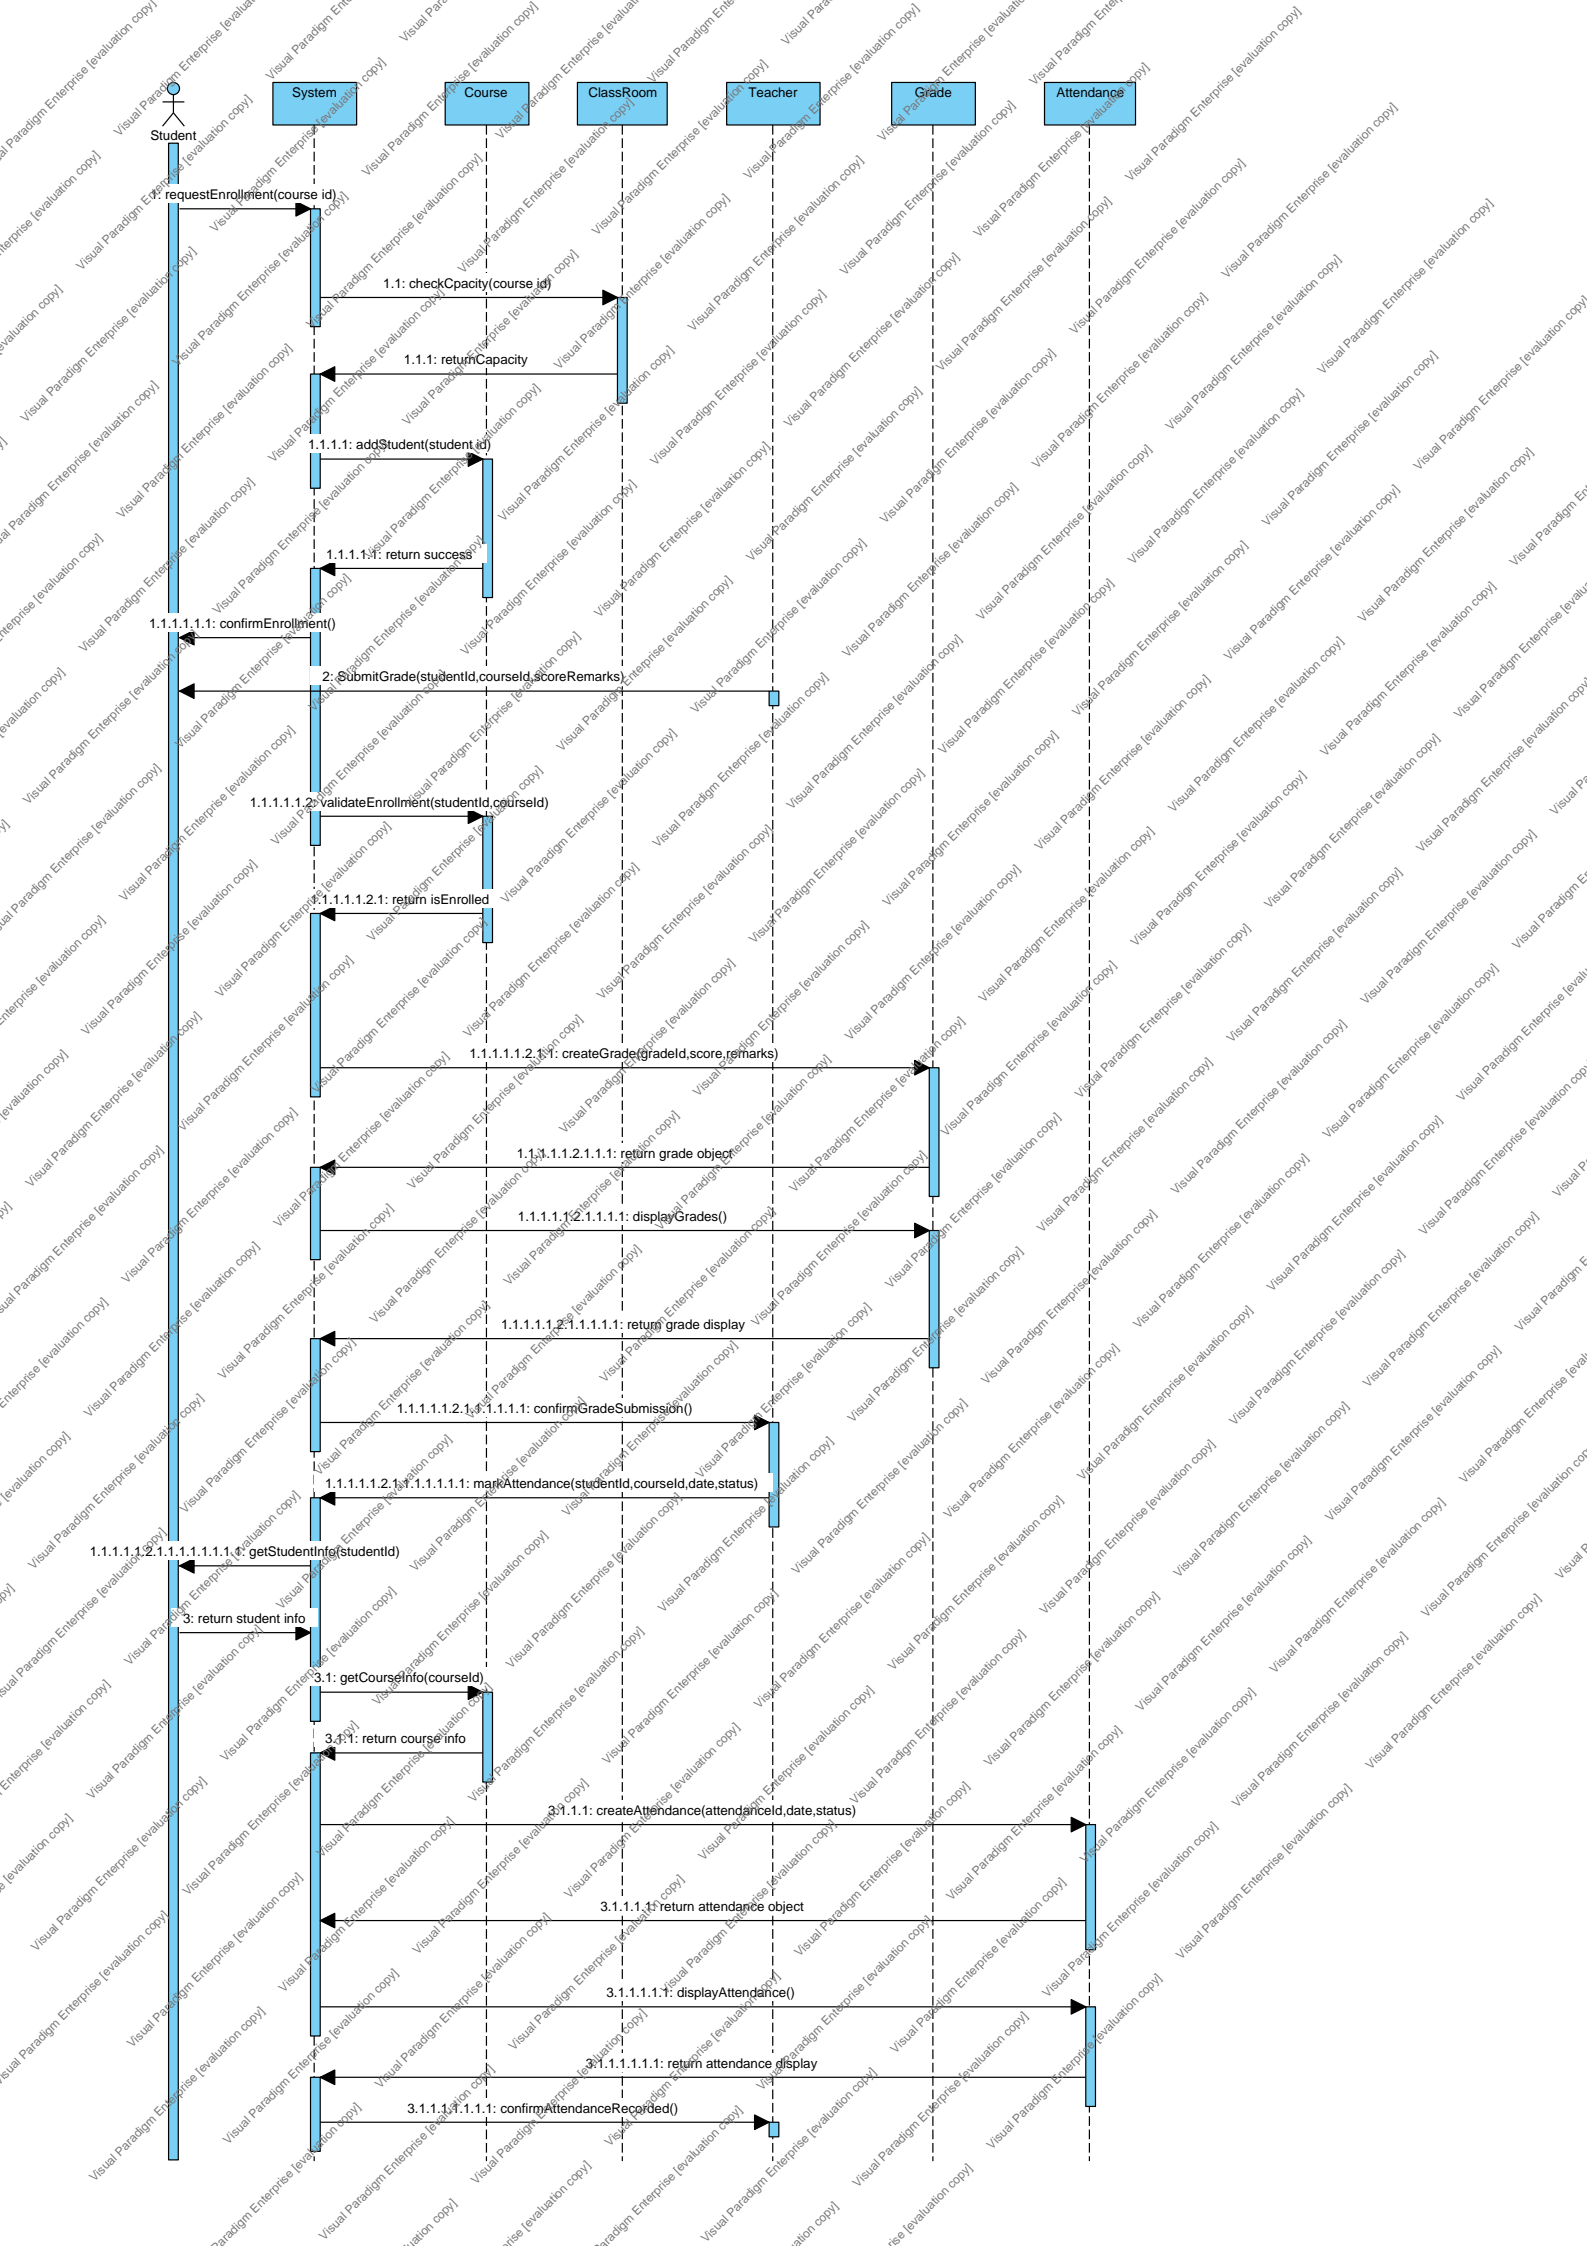 Student
System
Course
ClassRoom
Teacher
Grade
Attendance
1: requestEnrollment(course id)
1.1: checkCpacity(course id)
1.1.1: returnCapacity
1.1.1.1: addStudent(student id)
1.1.1.1.1: return success
1.1.1.1.1.1: confirmEnrollment()
2: SubmitGrade(studentId,courseId,scoreRemarks)
1.1.1.1.1.2: validateEnrollment(studentId,courseId)
1.1.1.1.1.2.1: return isEnrolled
1.1.1.1.1.2.1.1: createGrade(gradeId,score,remarks)
1.1.1.1.1.2.1.1.1: return grade object
1.1.1.1.1.2.1.1.1.1: displayGrades()
1.1.1.1.1.2.1.1.1.1.1: return grade display
1.1.1.1.1.2.1.1.1.1.1.1: confirmGradeSubmission()
1.1.1.1.1.2.1.1.1.1.1.1.1: markAttendance(studentId,courseId,date,status)
1.1.1.1.1.2.1.1.1.1.1.1.1.1: getStudentInfo(studentId)
3: return student info
3.1: getCourseInfo(courseId)
3.1.1: return course info
3.1.1.1: createAttendance(attendanceId,date,status)
3.1.1.1.1: return attendance object
3.1.1.1.1.1: displayAttendance()
3.1.1.1.1.1.1: return attendance display
3.1.1.1.1.1.1.1: confirmAttendanceRecorded()
Visual Paradigm Enterprise [evaluation copy]